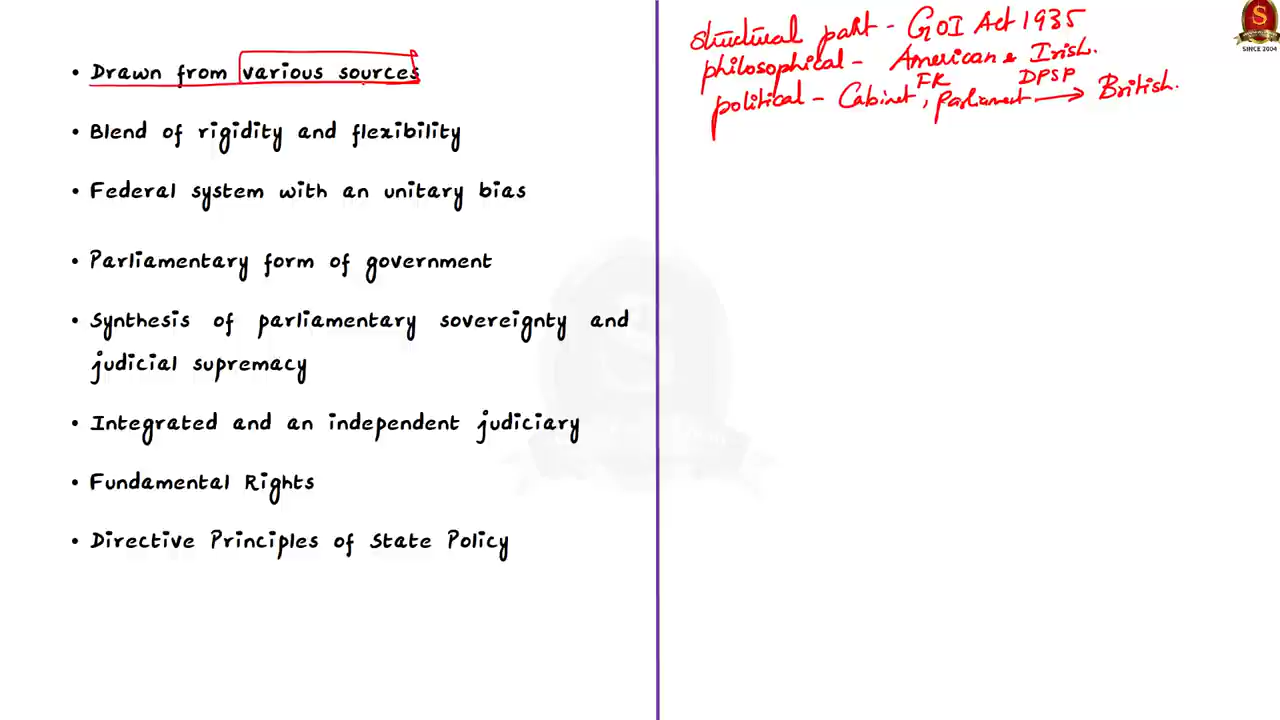 • Drawn from various sources
• Blend of rigidity and flexibility
• Federal system with an unitary bias
• Parliamentary form of government
• Synthesis of parliamentary sovereignty and
judicial supremacy
• Integrated and an independent judiciary
• Fundamental Rights
• Directive Principles of State Policy
structural part - GOI Act 1935
philosophical - American & Irish.
FR DPSP
political - Cabinet, Parliament → British.
S
SINCE 2004